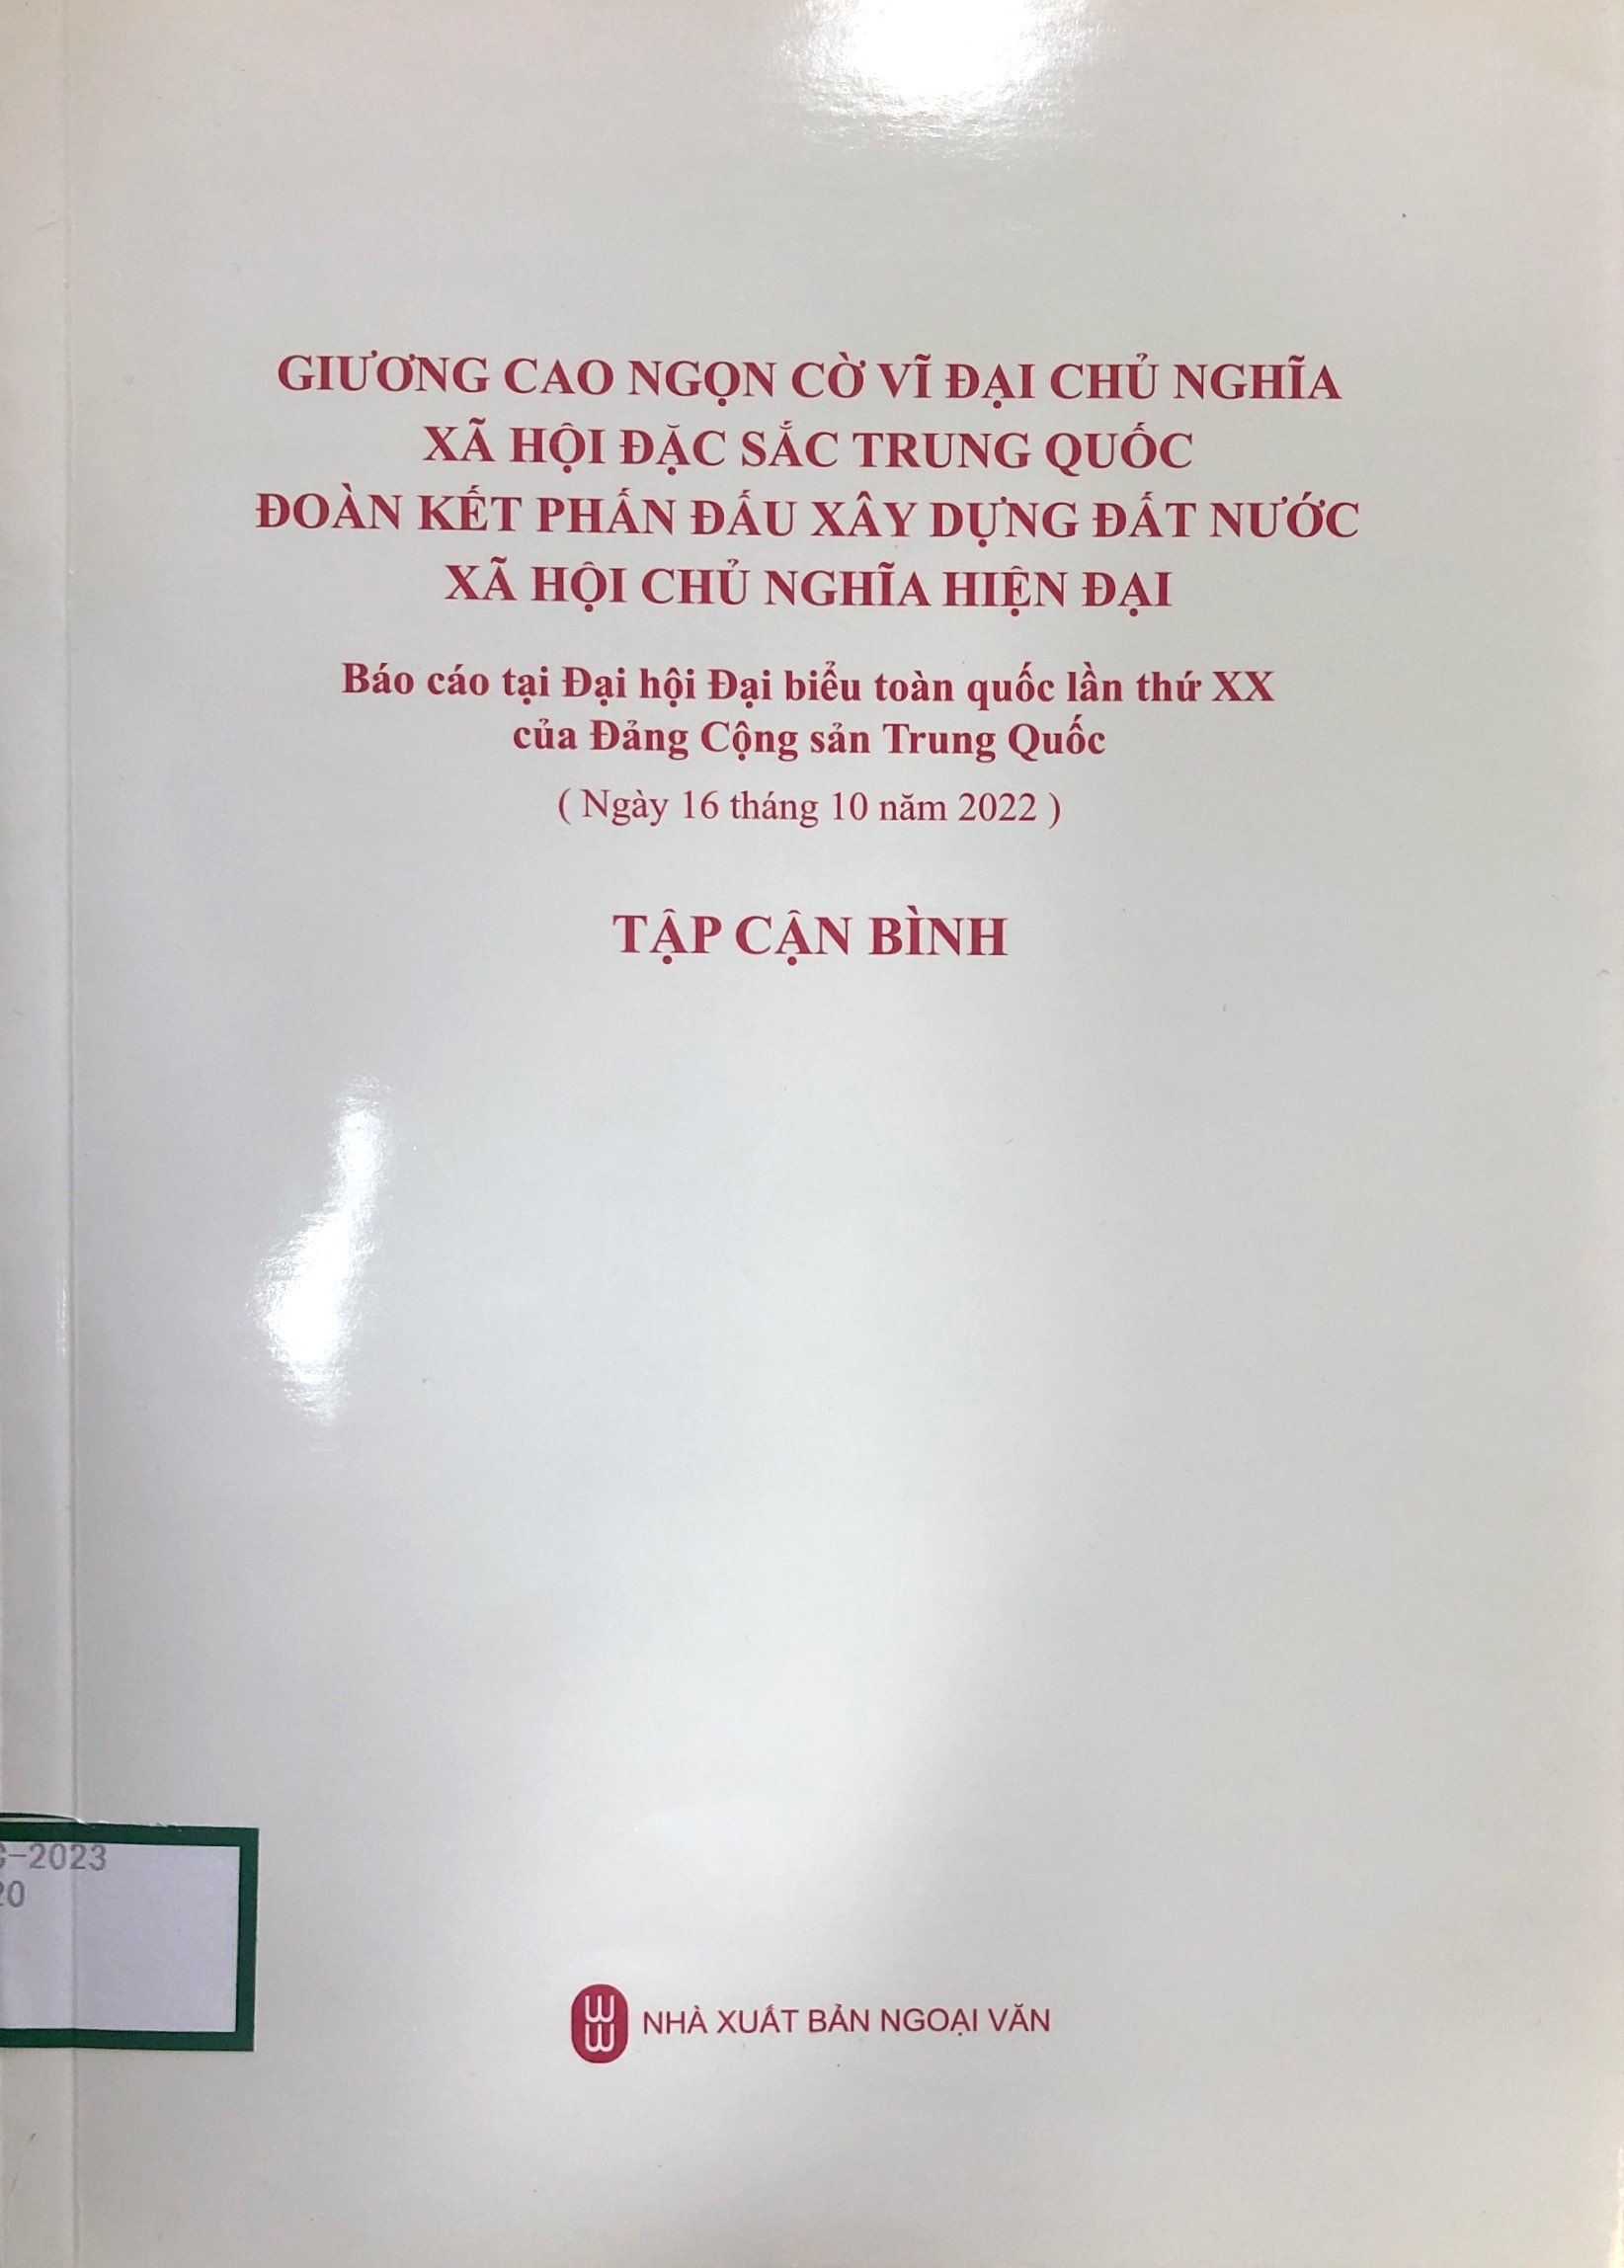 GIƯƠNG CAO NGỌN CỜ VĨ ĐẠI CHỦ NGHĨA
XÃ HỘI ĐẶC SẮC TRUNG QUỐC
ĐOÀN KẾT PHẤN ĐẤU XÂY DỰNG ĐẤT NƯỚC
XÃ HỘI CHỦ NGHĨA HIỆN ĐẠI
Báo cáo tại Đại hội Đại biểu toàn quốc lần thứ XX
của Đảng Cộng sản Trung Quốc
( Ngày 16 tháng 10 năm 2022 )
TẬP CẬN BÌNH
-2023
NHÀ XUẤT BẢN NGOẠI VĂN